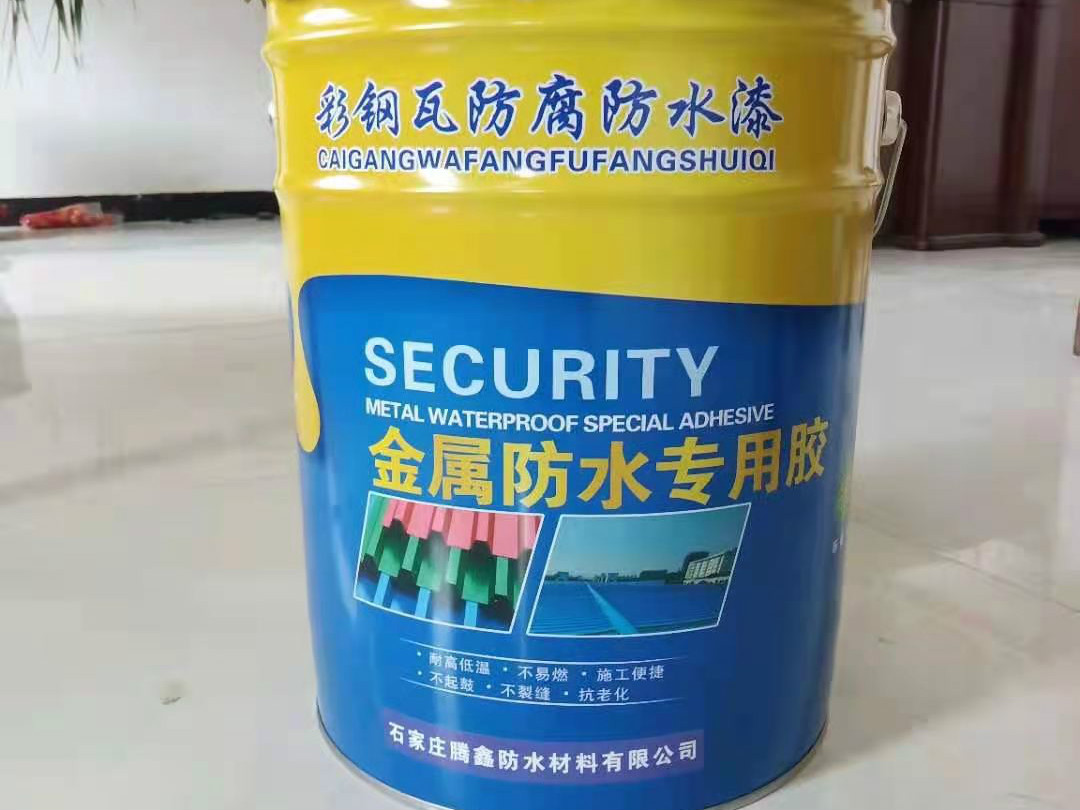 彩钢瓦防腐防水漆
CAIGANGWAFANGFUFANGSHUIQI
SECURITY
METAL WATERPROOF SPECIAL ADHESIVE
金属防水专用胶
·耐高低温 ·不易燃 ·施工便捷
·不起鼓 ·不裂缝 ·抗老化
石家庄腾鑫防水材料有限公司